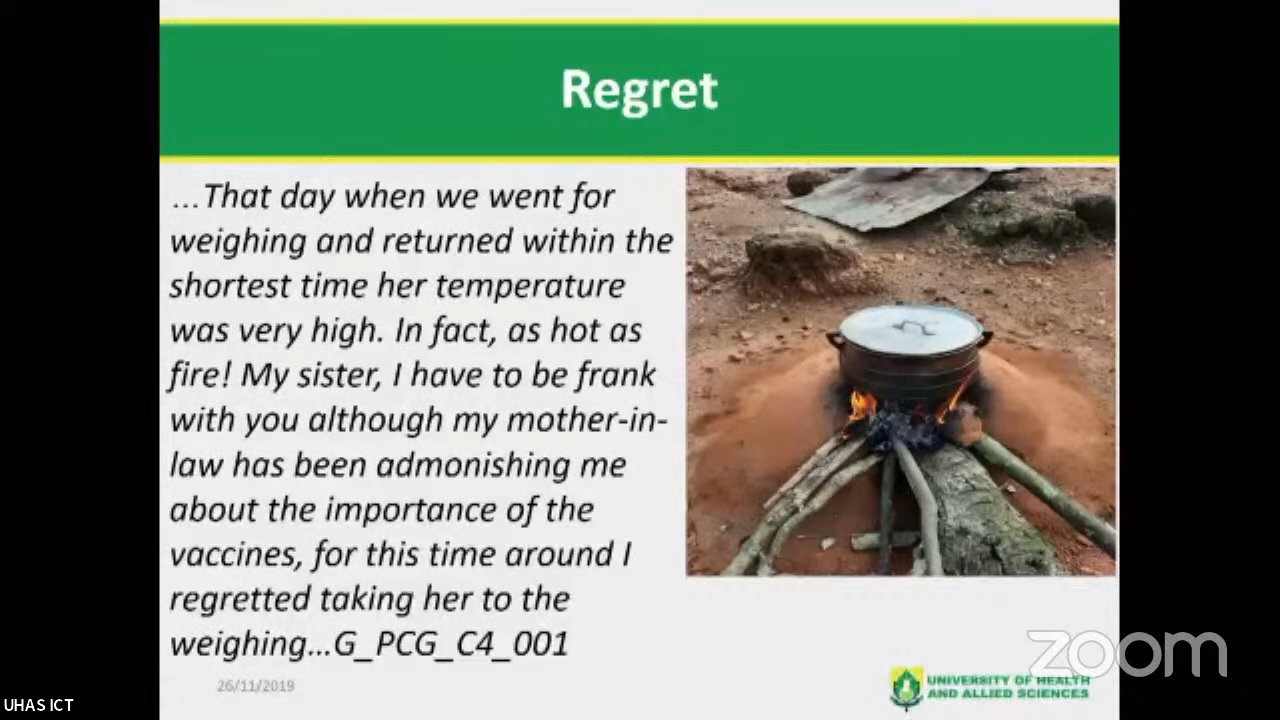 Regret
...That day when we went for
weighing and returned within the
shortest time her temperature
was very high. In fact, as hot as
fire! My sister, I have to be frank
with you although my mother-in-
law has been admonishing me
about the importance of the
vaccines, for this time around I
regretted taking her to the
weighing...G_PCG_C4_001
26/11/2019
UNIVERSITY OF HEALTH
AND ALLIED SCIENCES
zoom
UHAS ICT